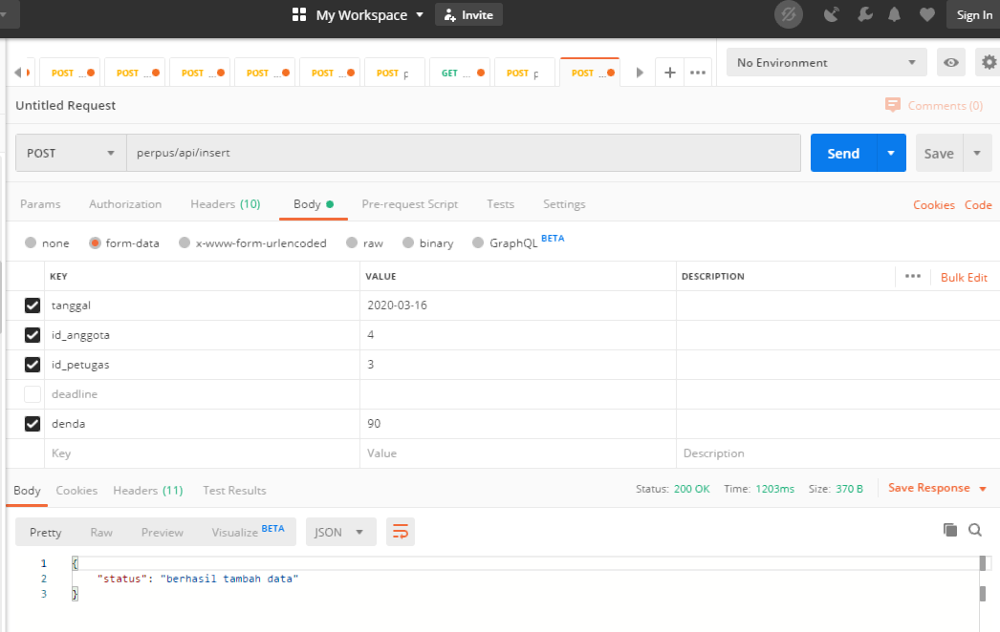 My Workspace Invite Sign In
POST ... POST ... POST ... POST ... POST ... POST p GET ... POST p POST ... No Environment
Untitled Request Comments (0)
POST perpus/api/insert Send Save
Params Authorization Headers (10) Body Pre-request Script Tests Settings Cookies Code
none form-data x-www-form-urlencoded raw binary GraphQL BETA
KEY VALUE DESCRIPTION Bulk Edit
tanggal 2020-03-16
id_anggota 4
id_petugas 3
deadline
denda 90
Key Value Description
Body Cookies Headers (11) Test Results Status: 200 OK Time: 1203ms Size: 370 B Save Response
Pretty Raw Preview Visualize BETA JSON
1 {
2 "status": "berhasil tambah data"
3 }